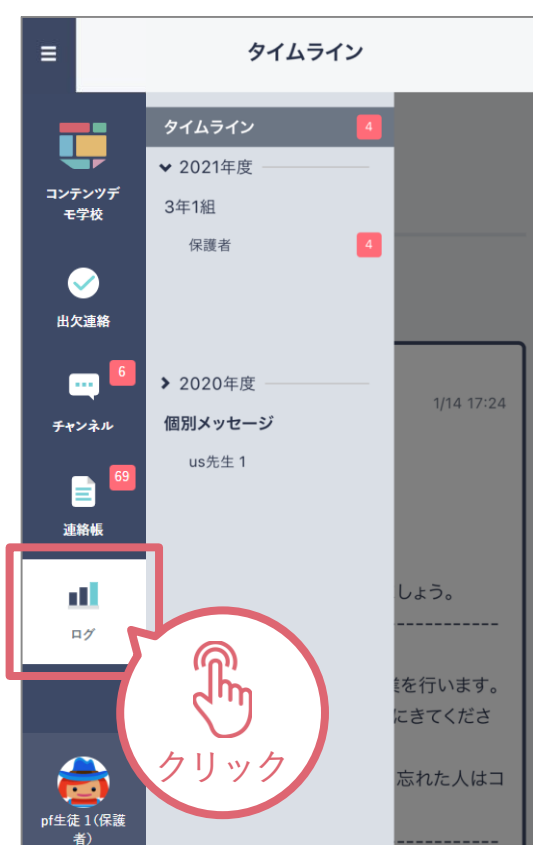 タイムライン
タイムライン 4
2021年度
3年1組
保護者 4
2020年度
個別メッセージ
us先生 1
コンテンツデ
モ学校
出欠連絡
6
チャンネル
69
連絡帳
ログ
クリック
pf生徒 1(保護
者)
1/14 17:24
しょう。
-----------
を行います。
にきてくださ
忘れた人はコ
-----------